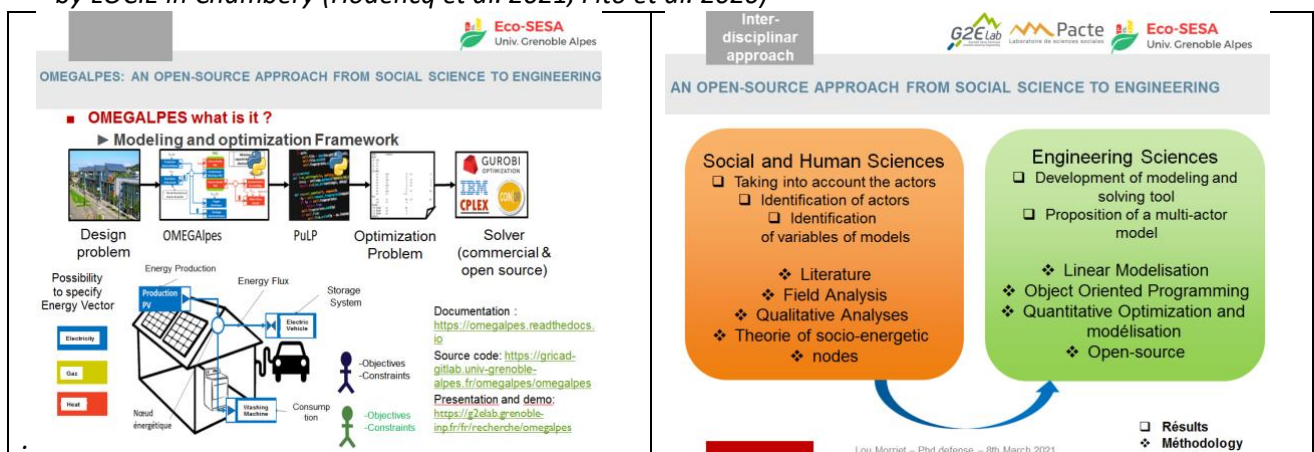 by LOCIE in Chambéry (Hodencq et al. 2021, Fitó et al. 2020)
Eco-SESA
Univ. Grenoble Alpes
OMEGALPES: AN OPEN-SOURCE APPROACH FROM SOCIAL SCIENCE TO ENGINEERING
■ OMEGALPES what is it ?
► Modeling and optimization Framework
GUROBI
OPTIMIZATION
IBM
CPLEX
Design
problem
OMEGAlpes
PuLP
Optimization
Problem
Solver
(commercial &
open source)
Possibility
to specify
Energy Vector
Electricity
Gas
Heat
Energy Production
Production
PV
Energy Flux
Storage
System
Electric
Vehicle
-Objectives
-Constraints
Washing
Machine
Consump
tion
-Objectives
-Constraints
Nœud
énergétique
Documentation :
https://omegalpes.readthedocs.
io
Source code: https://gricad-
gitlab.univ-grenoble-
alpes.fr/omegalpes/omegalpes
Presentation and demo:
https://g2elab.grenoble-
inp.fr/fr/recherche/omegalpes
.
Inter-
disciplinar
approach
G2ELab
Pacte
Laboratoire de sciences sociales
Eco-SESA
Univ. Grenoble Alpes
AN OPEN-SOURCE APPROACH FROM SOCIAL SCIENCE TO ENGINEERING
Social and Human Sciences
❑ Taking into account the actors
❑ Identification of actors
❑ Identification
of variables of models
❖ Literature
❖ Field Analysis
❖ Qualitative Analyses
❖ Theorie of socio-energetic
❖ nodes
Engineering Sciences
❑ Development of modeling and
solving tool
❑ Proposition of a multi-actor
model
❖ Linear Modelisation
❖ Object Oriented Programming
❖ Quantitative Optimization and
modélisation
❖ Open-source
❑ Résults
❖ Méthodology
Lou Morriet – Phd defense – 8th March 2021